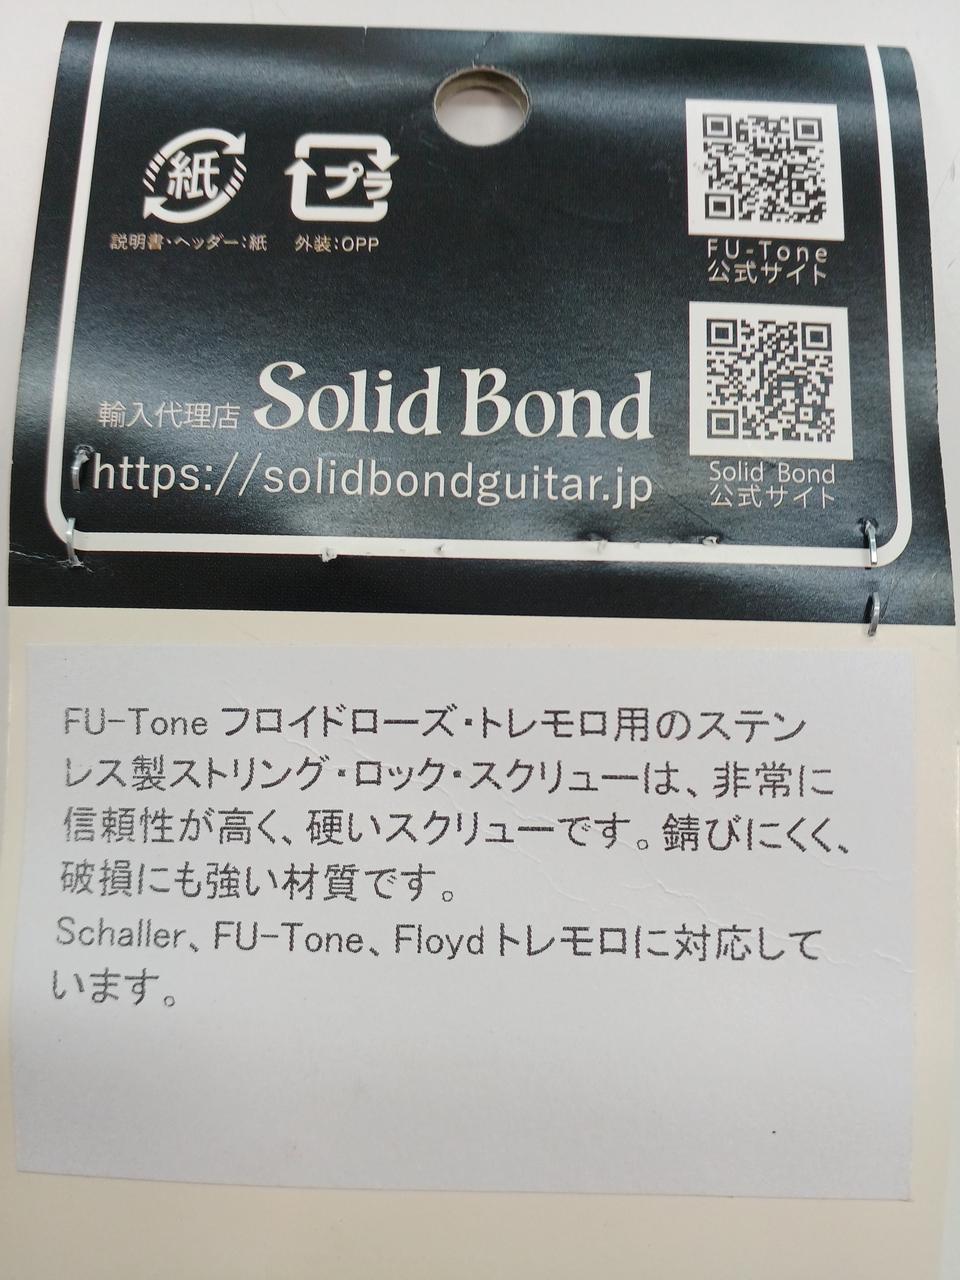 紙
プラ
説明書・ヘッダー:紙
外装:OPP
FU-Tone
公式サイト
輸入代理店 Solid Bond
https://solidbondguitar.jp
Solid Bond
公式サイト
FU-Tone フロイドローズ・トレモロ用のステン
レス製ストリング・ロック・スクリューは、非常に
信頼性が高く、硬いスクリューです。錆びにくく、
破損にも強い材質です。
Schaller、FU-Tone、Floyd トレモロに対応して
います。